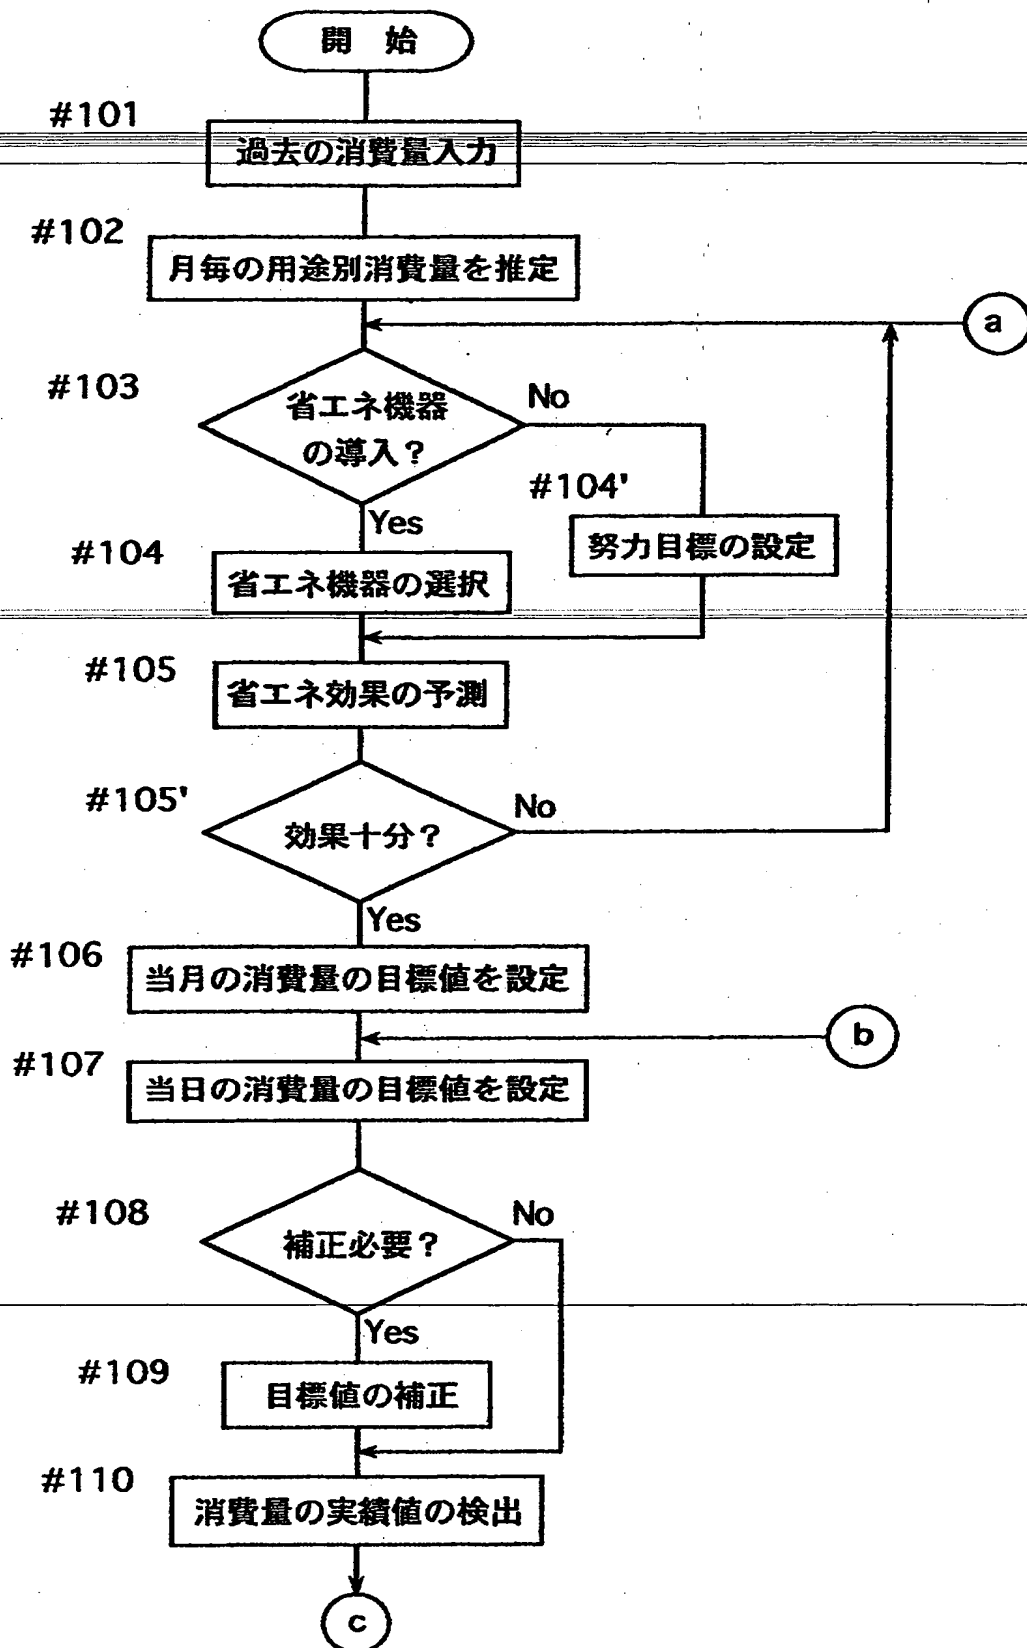 開 始
#101
過去の消費量入力
#102
月毎の用途別消費量を推定
a
#103
省エネ機器
の導入？
No
#104'
Yes
努力目標の設定
#104
省エネ機器の選択
#105
省エネ効果の予測
#105'
効果十分？
No
Yes
#106
当月の消費量の目標値を設定
b
#107
当日の消費量の目標値を設定
#108
補正必要？
No
Yes
#109
目標値の補正
#110
消費量の実績値の検出
c